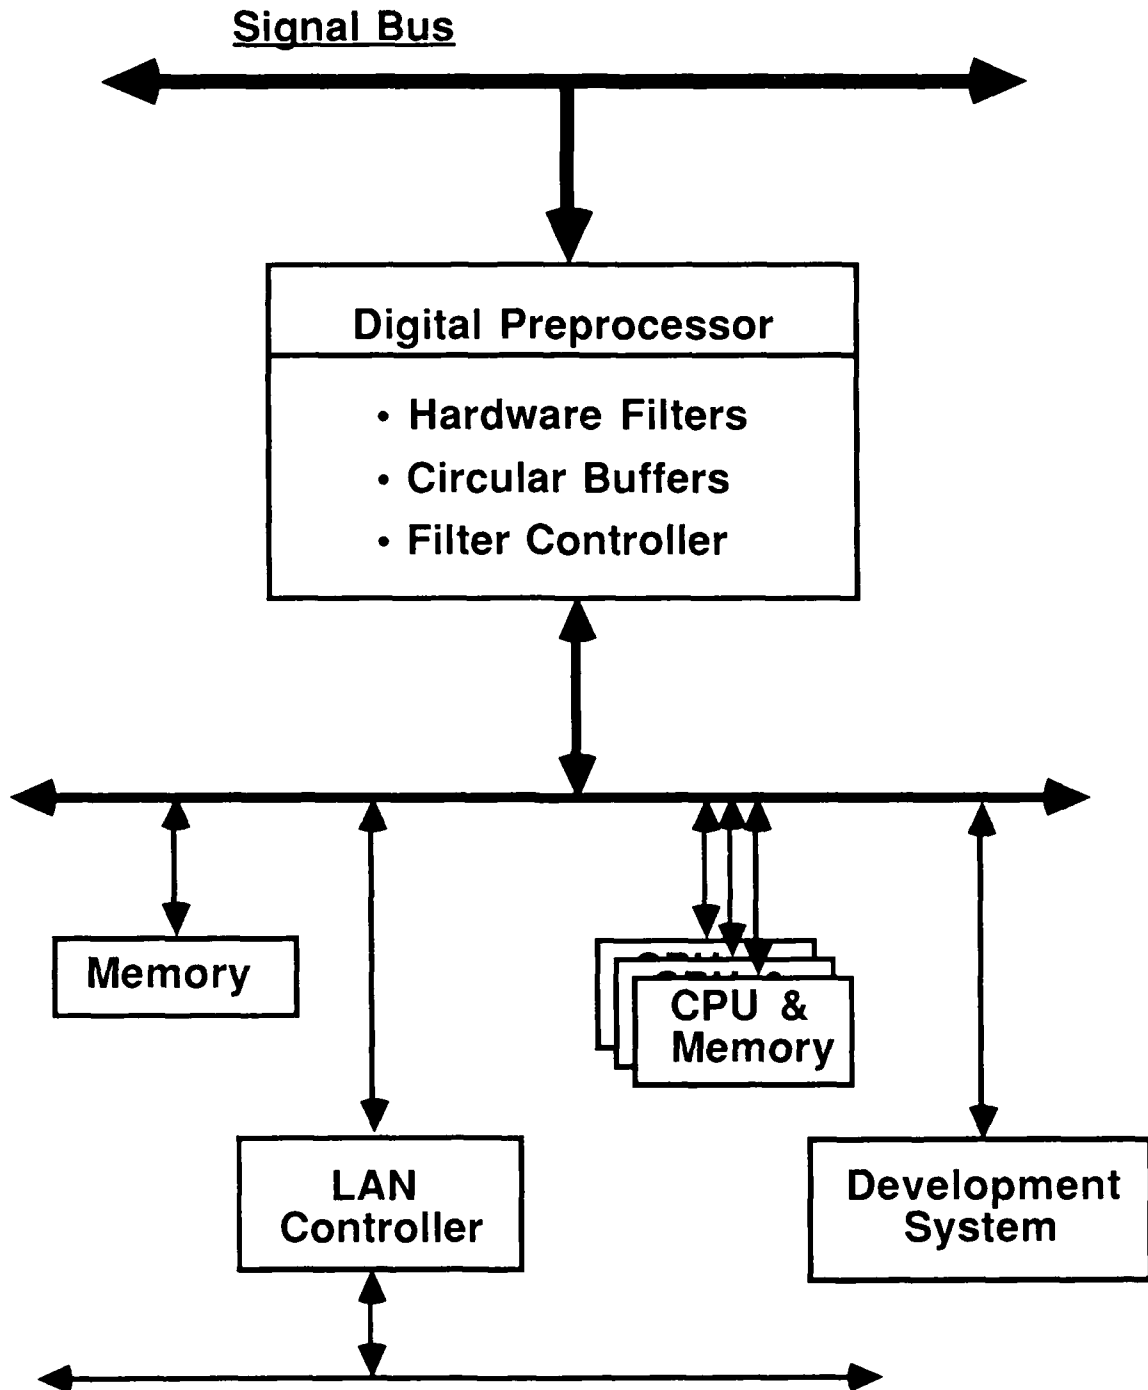 Signal Bus
Digital Preprocessor
• Hardware Filters
• Circular Buffers
• Filter Controller
Memory
CPU &
Memory
LAN
Controller
Development
System